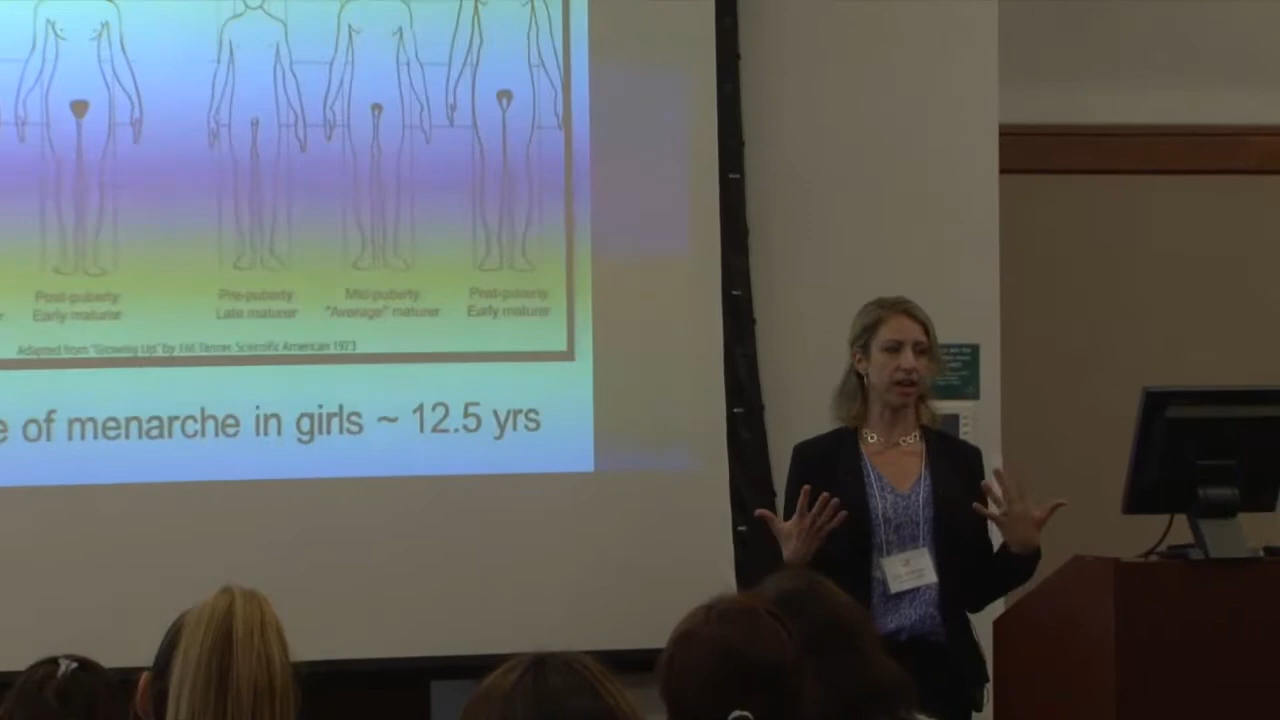 Post-puberty
Early maturer
Pre-puberty
Late maturer
Mid-puberty
"Average" maturer
Post-puberty
Early maturer
Adapted from "Growing Up" by J.M. Tanner, Scientific American 1973
e of menarche in girls ~ 12.5 yrs